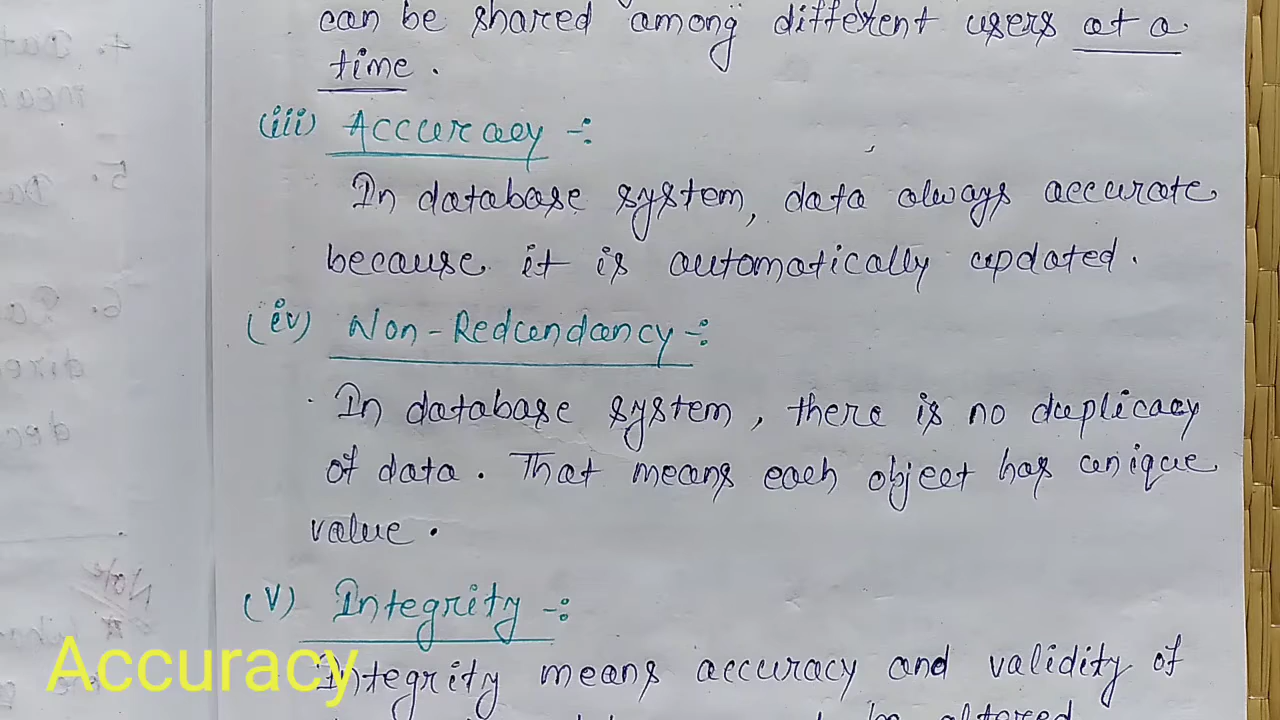 can be shared among different users at a
time.
(iii) Accuracy -:
In database system, data always accurate
because it is automatically updated.
(iv) Non-Redundancy -:
In database system, there is no duplicacy
of data. That means each object has unique
value.
(v) Integrity -:
Integrity means accuracy and validity of
be altered
Accuracy